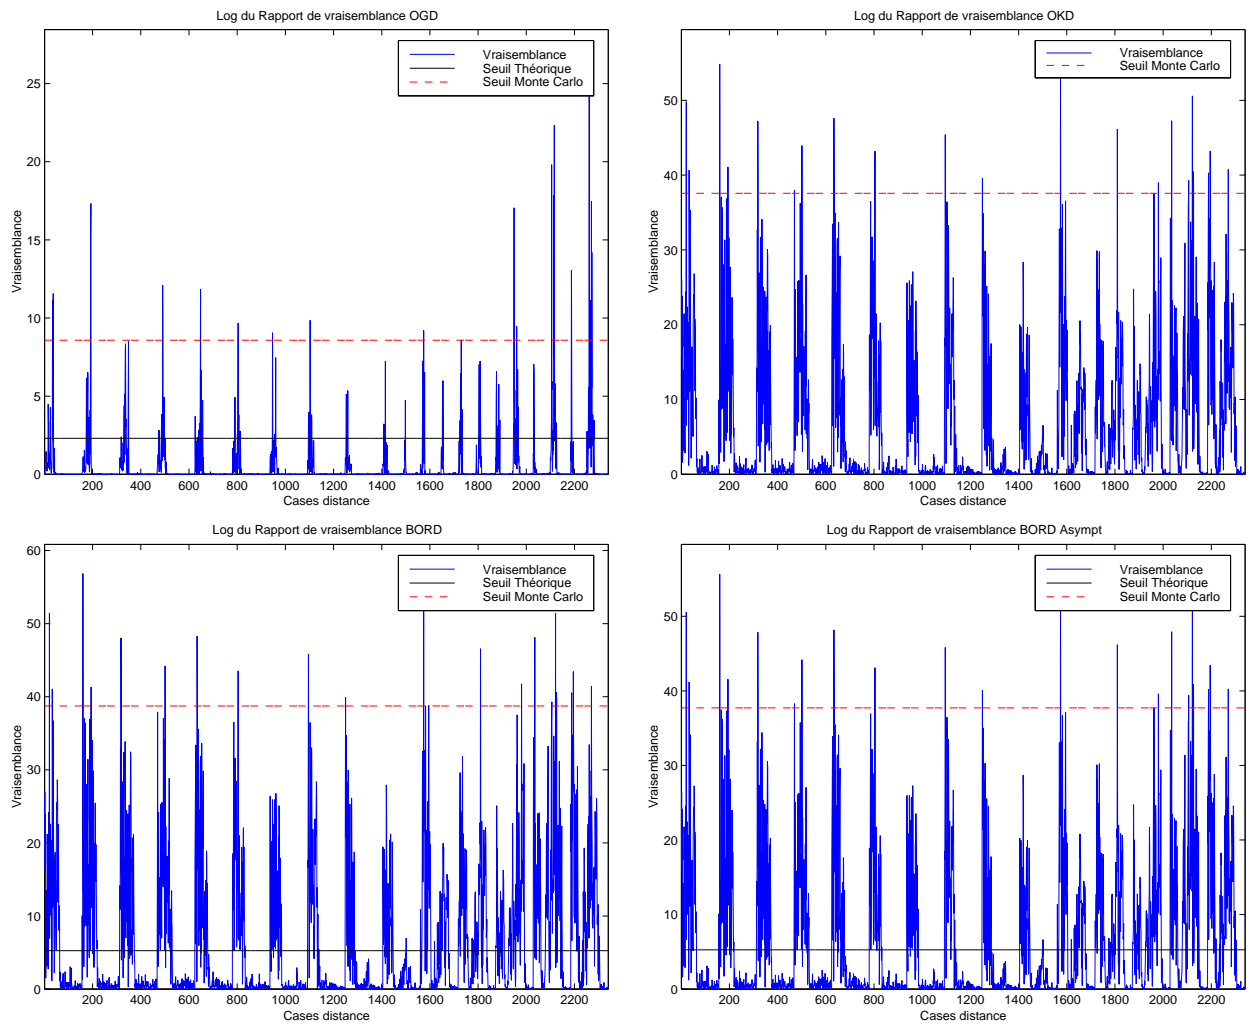 Log du Rapport de vraisemblance OGD
Vraisemblance
Seuil Théorique
Seuil Monte Carlo
25
20
15
10
5
0
Vraisemblance
200 400 600 800 1000 1200 1400 1600 1800 2000 2200
Cases distance
Log du Rapport de vraisemblance OKD
Vraisemblance
Seuil Monte Carlo
50
40
30
20
10
0
Vraisemblance
200 400 600 800 1000 1200 1400 1600 1800 2000 2200
Cases distance
Log du Rapport de vraisemblance BORD
Vraisemblance
Seuil Théorique
Seuil Monte Carlo
60
50
40
30
20
10
0
Vraisemblance
200 400 600 800 1000 1200 1400 1600 1800 2000 2200
Cases distance
Log du Rapport de vraisemblance BORD Asympt
Vraisemblance
Seuil Théorique
Seuil Monte Carlo
50
40
30
20
10
0
Vraisemblance
200 400 600 800 1000 1200 1400 1600 1800 2000 2200
Cases distance